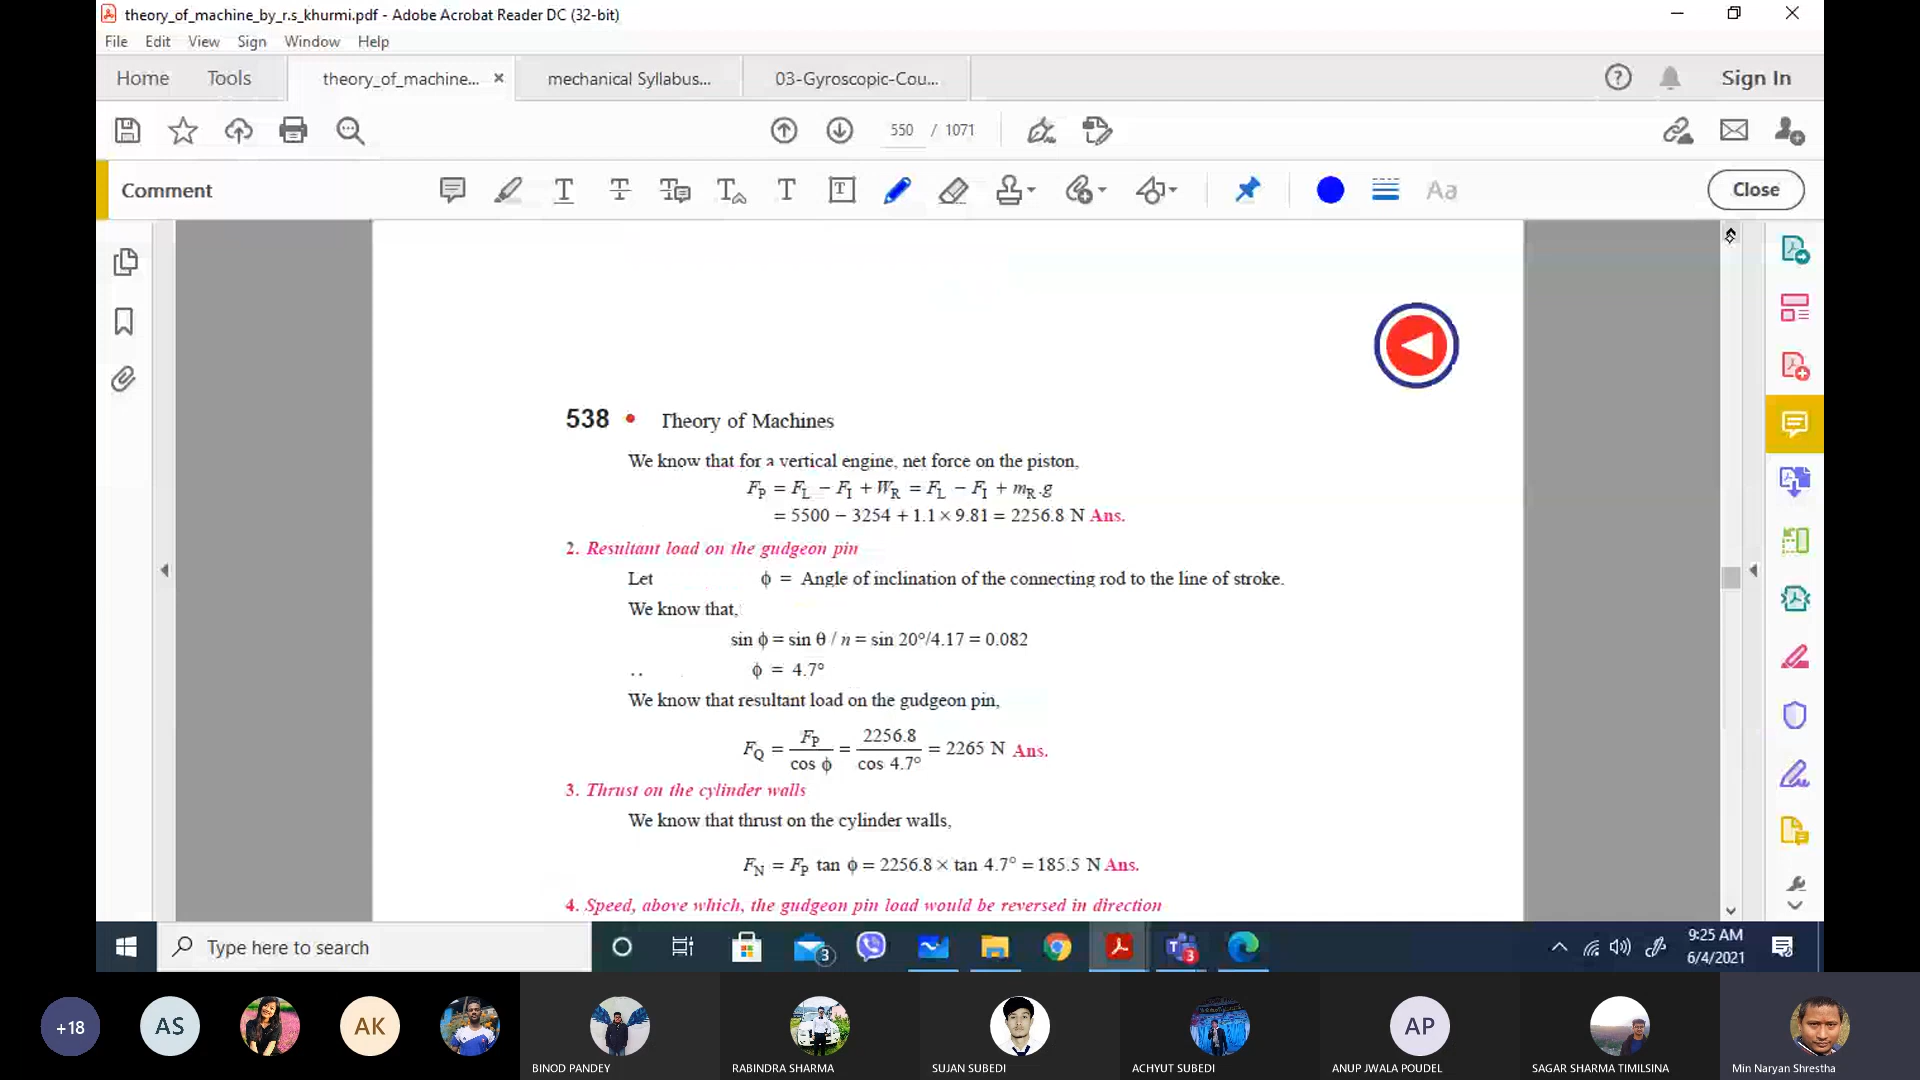 theory_of_machine_by_r.s_khurmi.pdf - Adobe Acrobat Reader DC (32-bit)
File Edit View Sign Window Help
Home Tools theory_of_machine... × mechanical Syllabus... 03-Gyroscopic-Cou... Sign In
550 / 1071
Comment Aa Close
538 • Theory of Machines
We know that for a vertical engine, net force on the piston,
F_P = F_L − F_I + W_R = F_L − F_I + m_R.g
= 5500 − 3254 + 1.1 × 9.81 = 2256.8 N Ans.
2. Resultant load on the gudgeon pin
Let ϕ = Angle of inclination of the connecting rod to the line of stroke.
We know that,
sin ϕ = sin θ / n = sin 20°/4.17 = 0.082
ϕ = 4.7°
We know that resultant load on the gudgeon pin,
F_Q = F_P / cos ϕ = 2256.8 / cos 4.7° = 2265 N Ans.
3. Thrust on the cylinder walls
We know that thrust on the cylinder walls,
F_N = F_P tan ϕ = 2256.8 × tan 4.7° = 185.5 N Ans.
4. Speed, above which, the gudgeon pin load would be reversed in direction
Type here to search 3 3 9:25 AM
6/4/2021
+18 AS AK AP
BINOD PANDEY RABINDRA SHARMA SUJAN SUBEDI ACHYUT SUBEDI ANUP JWALA POUDEL SAGAR SHARMA TIMILSINA Min Naryan Shrestha